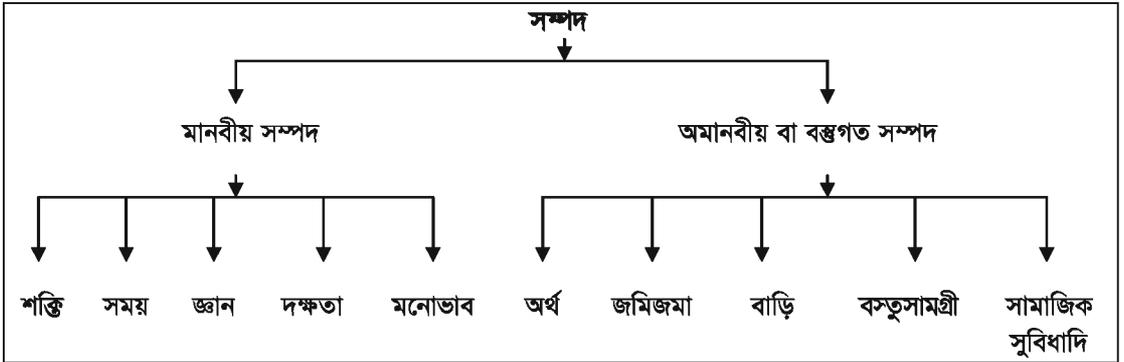 সম্পদ
মানবীয় সম্পদ অমানবীয় বা বস্তুগত সম্পদ
শক্তি সময় জ্ঞান দক্ষতা মনোভাব অর্থ জমিজমা বাড়ি বস্তুসামগ্রী সামাজিক
সুবিধাদি